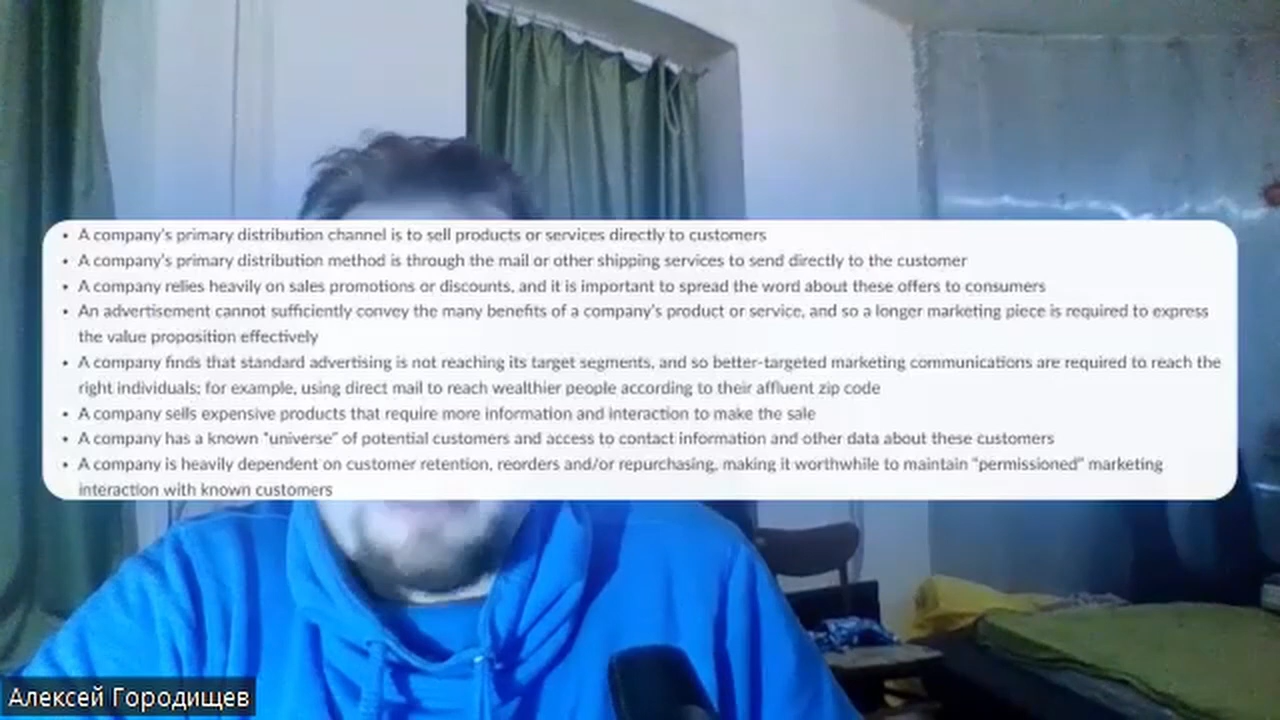 • A company's primary distribution channel is to sell products or services directly to customers
• A company's primary distribution method is through the mail or other shipping services to send directly to the customer
• A company relies heavily on sales promotions or discounts, and it is important to spread the word about these offers to consumers
• An advertisement cannot sufficiently convey the many benefits of a company's product or service, and so a longer marketing piece is required to express
the value proposition effectively
• A company finds that standard advertising is not reaching its target segments, and so better-targeted marketing communications are required to reach the
right individuals; for example, using direct mail to reach wealthier people according to their affluent zip code
• A company sells expensive products that require more information and interaction to make the sale
• A company has a known "universe" of potential customers and access to contact information and other data about these customers
• A company is heavily dependent on customer retention, reorders and/or repurchasing, making it worthwhile to maintain "permissioned" marketing
interaction with known customers
Алексей Городищев